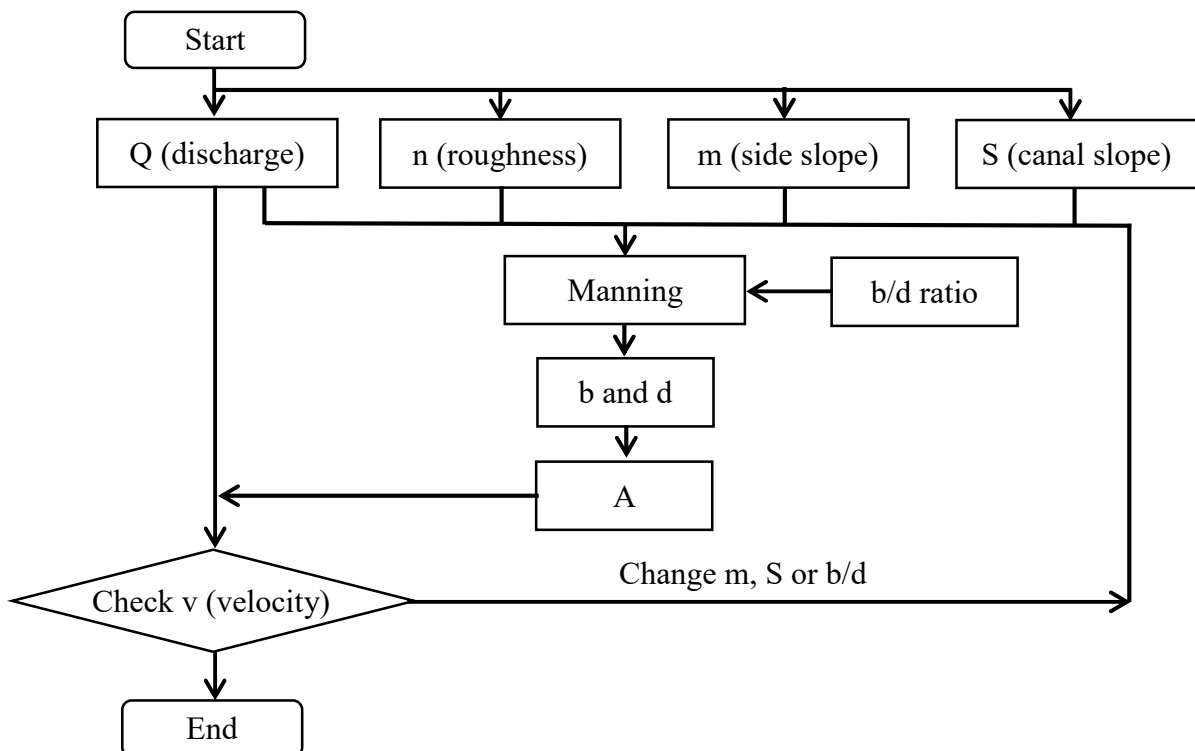 Start
Q (discharge)
n (roughness)
m (side slope)
S (canal slope)
Manning
b/d ratio
b and d
A
Change m, S or b/d
Check v (velocity)
End